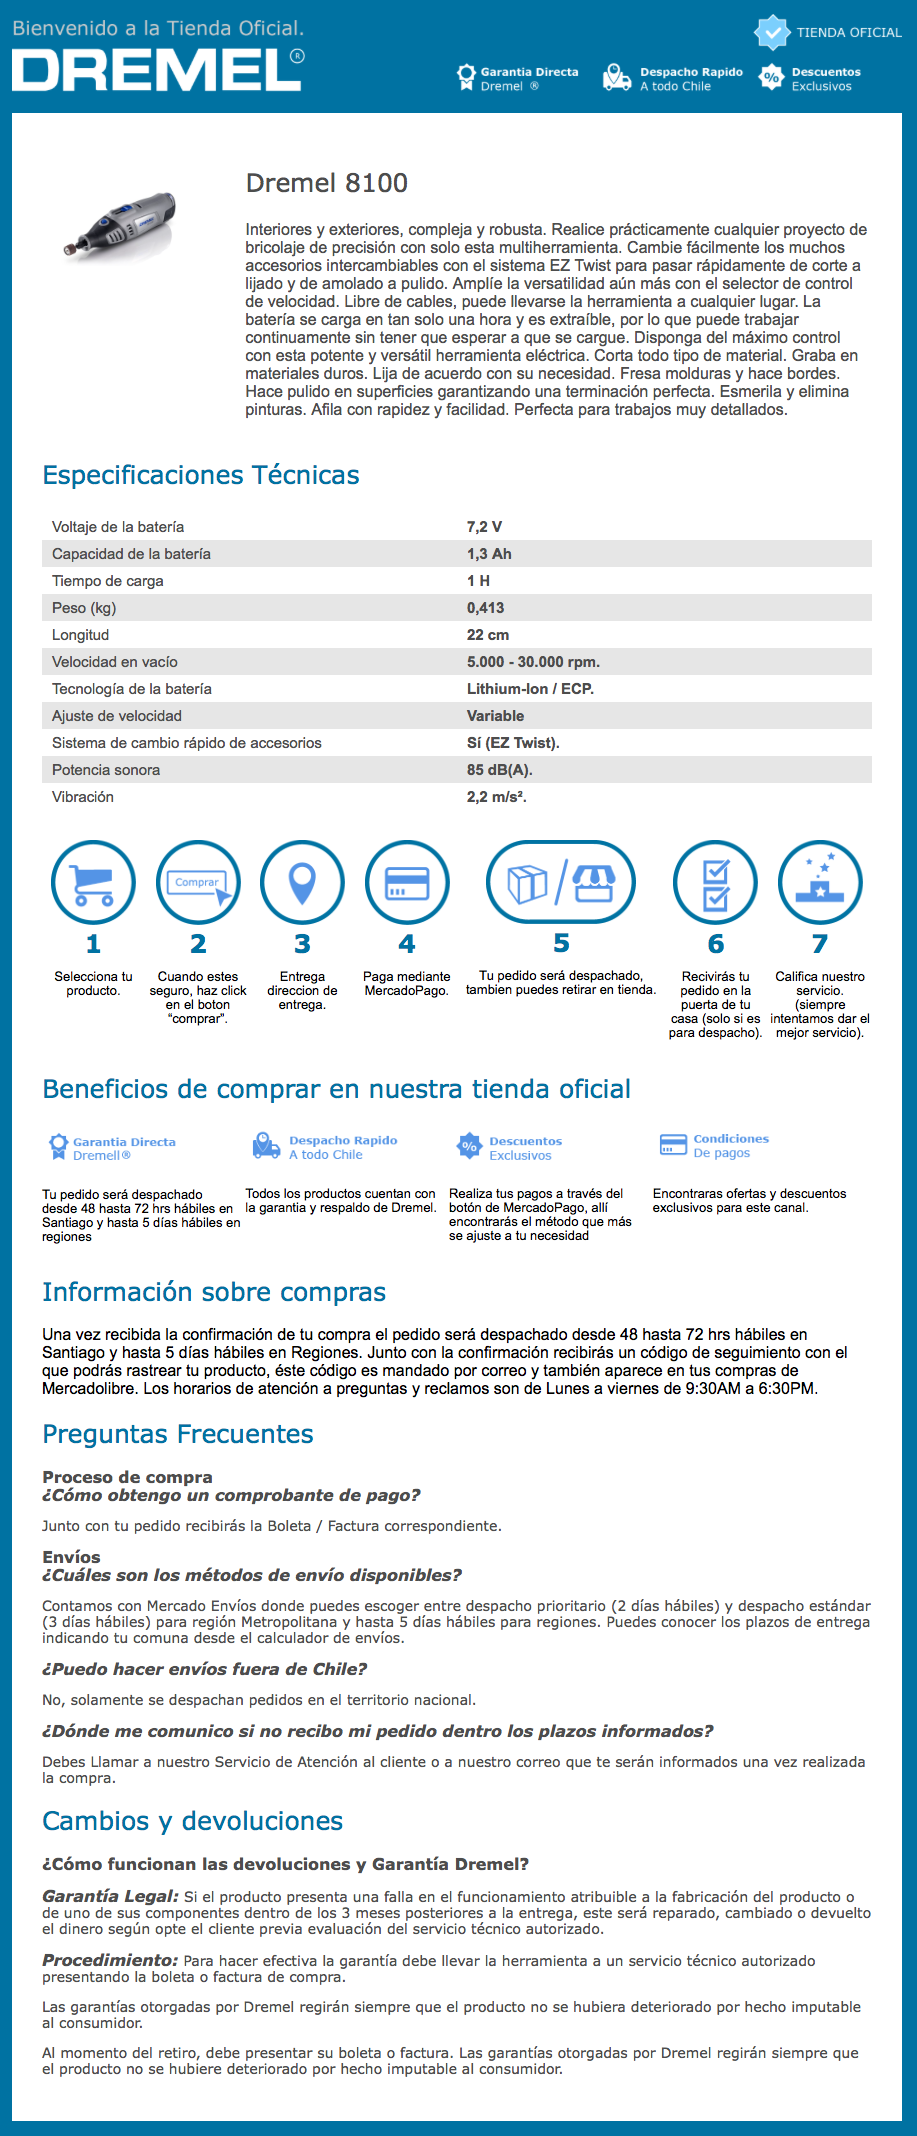 Bienvenido a la Tienda Oficial.
DREMEL®
TIENDA OFICIAL
Garantia Directa
Dremel ®
Despacho Rapido
A todo Chile
%
Descuentos
Exclusivos
Dremel 8100
Interiores y exteriores, compleja y robusta. Realice prácticamente cualquier proyecto de
bricolaje de precisión con solo esta multiherramienta. Cambie fácilmente los muchos
accesorios intercambiables con el sistema EZ Twist para pasar rápidamente de corte a
lijado y de amolado a pulido. Amplíe la versatilidad aún más con el selector de control
de velocidad. Libre de cables, puede llevarse la herramienta a cualquier lugar. La
batería se carga en tan solo una hora y es extraíble, por lo que puede trabajar
continuamente sin tener que esperar a que se cargue. Disponga del máximo control
con esta potente y versátil herramienta eléctrica. Corta todo tipo de material. Graba en
materiales duros. Lija de acuerdo con su necesidad. Fresa molduras y hace bordes.
Hace pulido en superficies garantizando una terminación perfecta. Esmerila y elimina
pinturas. Afila con rapidez y facilidad. Perfecta para trabajos muy detallados.
Especificaciones Técnicas
Voltaje de la batería 7,2 V
Capacidad de la batería 1,3 Ah
Tiempo de carga 1 H
Peso (kg) 0,413
Longitud 22 cm
Velocidad en vacío 5.000 - 30.000 rpm.
Tecnología de la batería Lithium-Ion / ECP.
Ajuste de velocidad Variable
Sistema de cambio rápido de accesorios Sí (EZ Twist).
Potencia sonora 85 dB(A).
Vibración 2,2 m/s².
Comprar
1
Selecciona tu
producto.
2
Cuando estes
seguro, haz click
en el boton
“comprar”.
3
Entrega
direccion de
entrega.
4
Paga mediante
MercadoPago.
5
Tu pedido será despachado,
tambien puedes retirar en tienda.
6
Recivirás tu
pedido en la
puerta de tu
casa (solo si es
para despacho).
7
Califica nuestro
servicio.
(siempre
intentamos dar el
mejor servicio).
Beneficios de comprar en nuestra tienda oficial
Garantia Directa
Dremell®
Tu pedido será despachado
desde 48 hasta 72 hrs hábiles en
Santiago y hasta 5 días hábiles en
regiones
Despacho Rapido
A todo Chile
Todos los productos cuentan con
la garantia y respaldo de Dremel.
%
Descuentos
Exclusivos
Realiza tus pagos a través del
botón de MercadoPago, allí
encontrarás el método que más
se ajuste a tu necesidad
Condiciones
De pagos
Encontraras ofertas y descuentos
exclusivos para este canal.
Información sobre compras
Una vez recibida la confirmación de tu compra el pedido será despachado desde 48 hasta 72 hrs hábiles en
Santiago y hasta 5 días hábiles en Regiones. Junto con la confirmación recibirás un código de seguimiento con el
que podrás rastrear tu producto, éste código es mandado por correo y también aparece en tus compras de
Mercadolibre. Los horarios de atención a preguntas y reclamos son de Lunes a viernes de 9:30AM a 6:30PM.
Preguntas Frecuentes
Proceso de compra
¿Cómo obtengo un comprobante de pago?
Junto con tu pedido recibirás la Boleta / Factura correspondiente.
Envíos
¿Cuáles son los métodos de envío disponibles?
Contamos con Mercado Envíos donde puedes escoger entre despacho prioritario (2 días hábiles) y despacho estándar
(3 días hábiles) para región Metropolitana y hasta 5 días hábiles para regiones. Puedes conocer los plazos de entrega
indicando tu comuna desde el calculador de envíos.
¿Puedo hacer envíos fuera de Chile?
No, solamente se despachan pedidos en el territorio nacional.
¿Dónde me comunico si no recibo mi pedido dentro los plazos informados?
Debes Llamar a nuestro Servicio de Atención al cliente o a nuestro correo que te serán informados una vez realizada
la compra.
Cambios y devoluciones
¿Cómo funcionan las devoluciones y Garantía Dremel?
Garantía Legal: Si el producto presenta una falla en el funcionamiento atribuible a la fabricación del producto o
de uno de sus componentes dentro de los 3 meses posteriores a la entrega, este será reparado, cambiado o devuelto
el dinero según opte el cliente previa evaluación del servicio técnico autorizado.
Procedimiento: Para hacer efectiva la garantía debe llevar la herramienta a un servicio técnico autorizado
presentando la boleta o factura de compra.
Las garantías otorgadas por Dremel regirán siempre que el producto no se hubiera deteriorado por hecho imputable
al consumidor.
Al momento del retiro, debe presentar su boleta o factura. Las garantías otorgadas por Dremel regirán siempre que
el producto no se hubiere deteriorado por hecho imputable al consumidor.